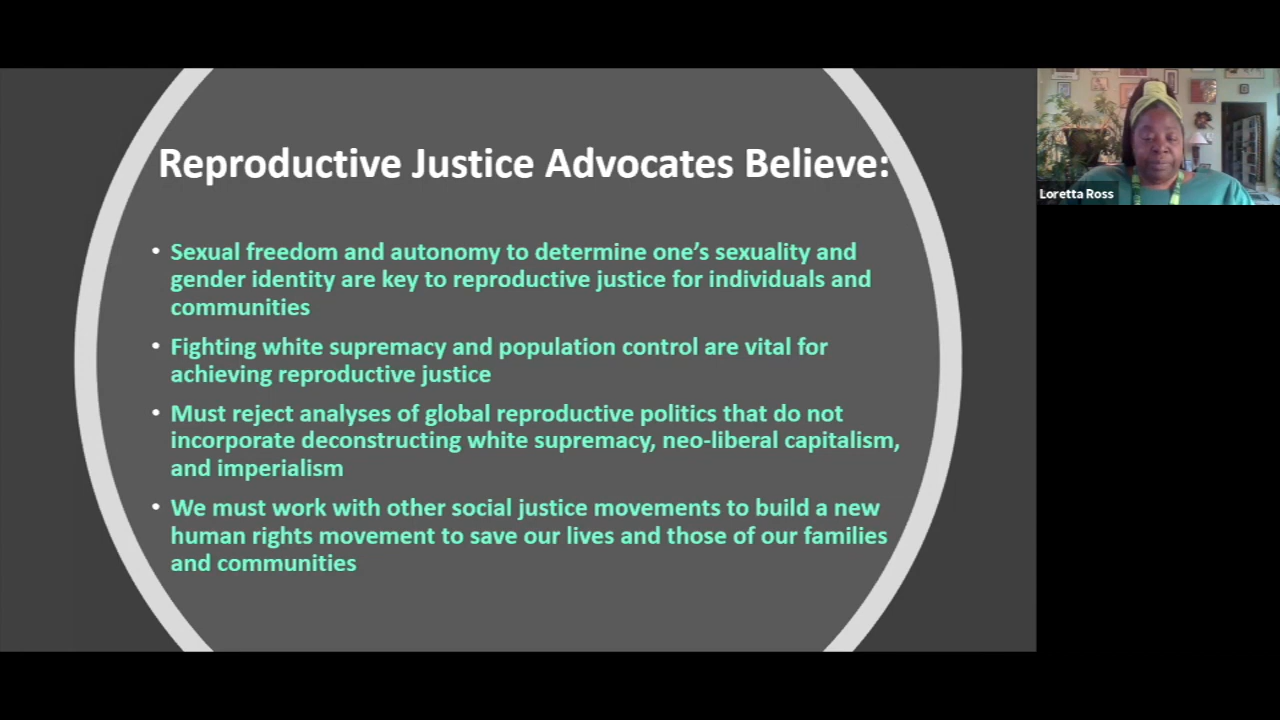 Reproductive Justice Advocates Believe:
• Sexual freedom and autonomy to determine one’s sexuality and
gender identity are key to reproductive justice for individuals and
communities
• Fighting white supremacy and population control are vital for
achieving reproductive justice
• Must reject analyses of global reproductive politics that do not
incorporate deconstructing white supremacy, neo-liberal capitalism,
and imperialism
• We must work with other social justice movements to build a new
human rights movement to save our lives and those of our families
and communities
Loretta Ross